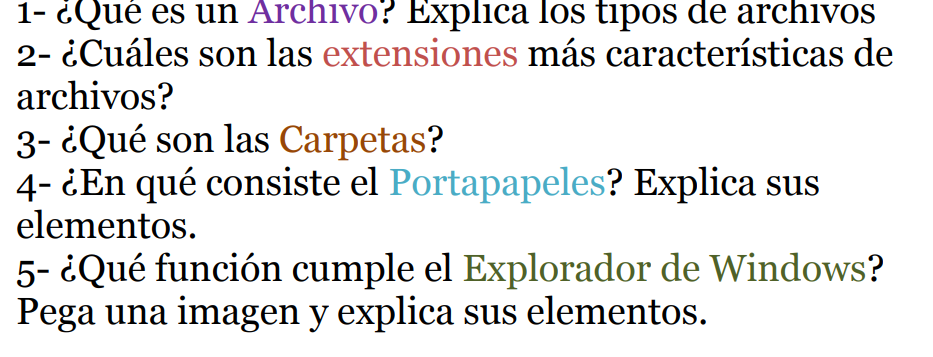 1- ¿Qué es un Archivo? Explica los tipos de archivos
2- ¿Cuáles son las extensiones más características de
archivos?
3- ¿Qué son las Carpetas?
4- ¿En qué consiste el Portapapeles? Explica sus
elementos.
5- ¿Qué función cumple el Explorador de Windows?
Pega una imagen y explica sus elementos.